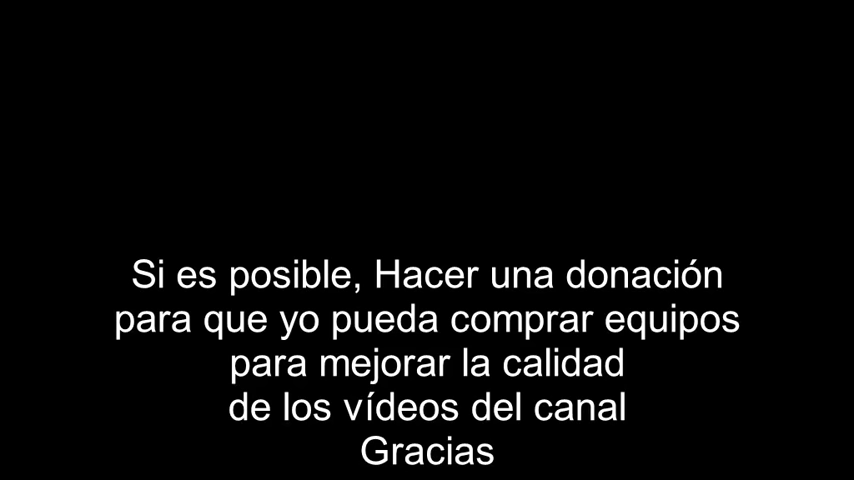 Si es posible, Hacer una donación
para que yo pueda comprar equipos
para mejorar la calidad
de los vídeos del canal
Gracias